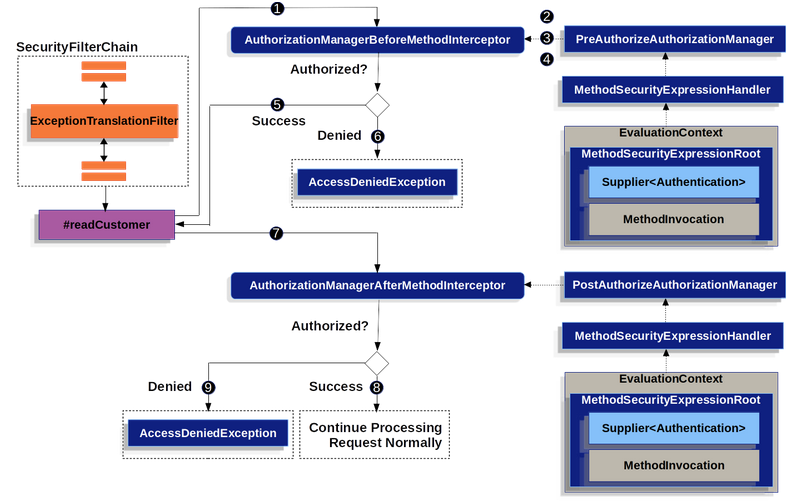 1
2
SecurityFilterChain
AuthorizationManagerBeforeMethodInterceptor
3
PreAuthorizeAuthorizationManager
4
Authorized?
MethodSecurityExpressionHandler
5
Success
ExceptionTranslationFilter
Denied
6
EvaluationContext
MethodSecurityExpressionRoot
AccessDeniedException
Supplier<Authentication>
#readCustomer
MethodInvocation
7
AuthorizationManagerAfterMethodInterceptor
PostAuthorizeAuthorizationManager
Authorized?
MethodSecurityExpressionHandler
Denied
9
Success
8
EvaluationContext
MethodSecurityExpressionRoot
AccessDeniedException
Continue Processing
Request Normally
Supplier<Authentication>
MethodInvocation